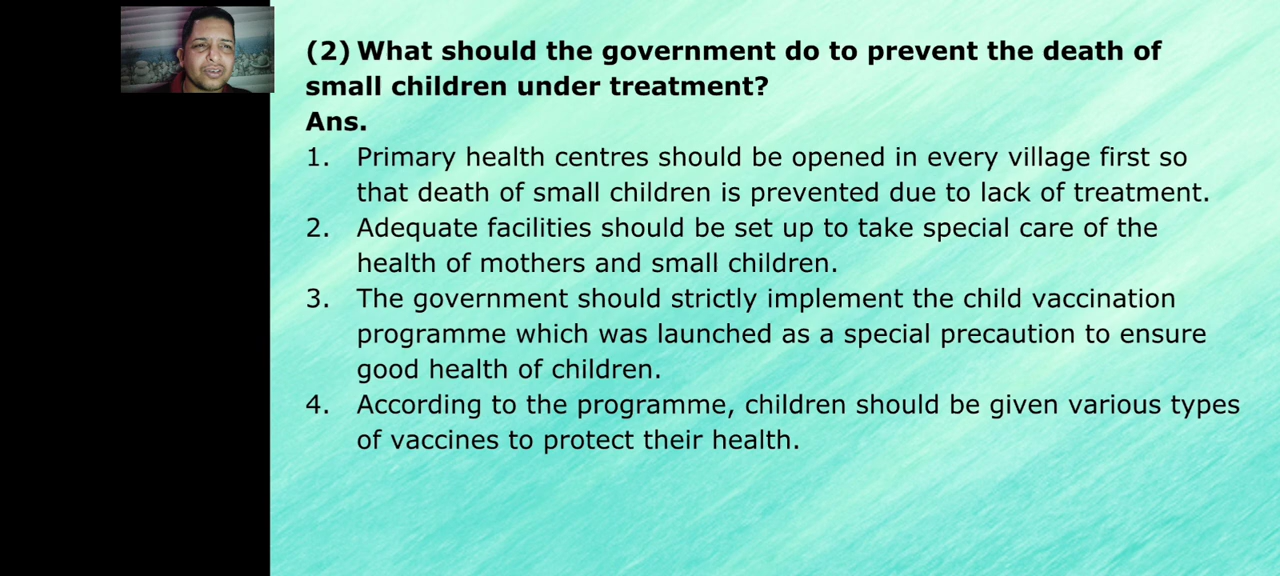 (2) What should the government do to prevent the death of
small children under treatment?
Ans.
1. Primary health centres should be opened in every village first so
that death of small children is prevented due to lack of treatment.
2. Adequate facilities should be set up to take special care of the
health of mothers and small children.
3. The government should strictly implement the child vaccination
programme which was launched as a special precaution to ensure
good health of children.
4. According to the programme, children should be given various types
of vaccines to protect their health.